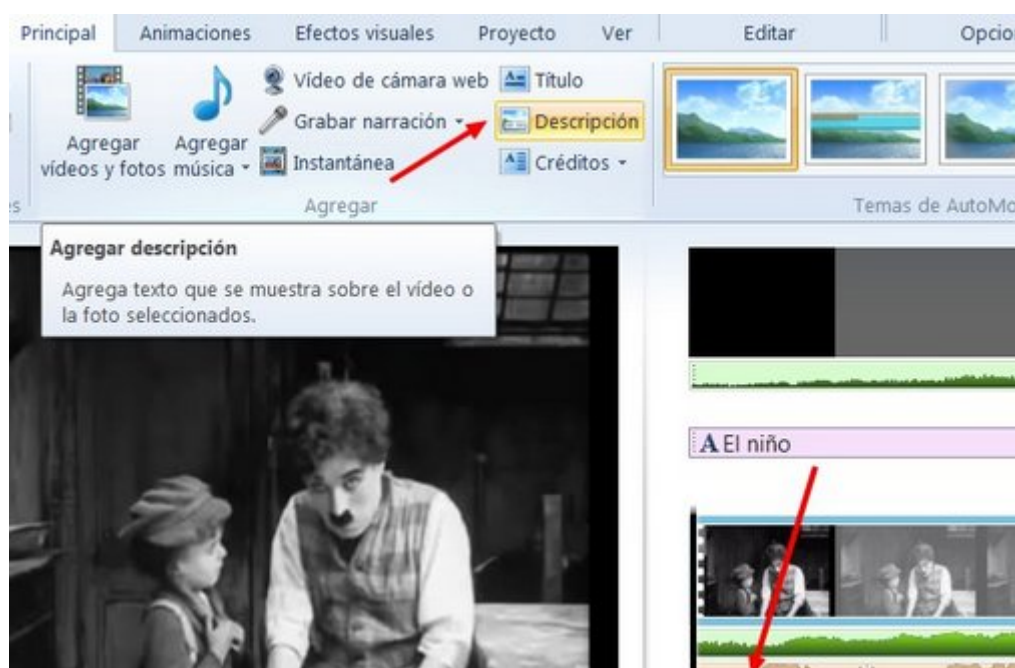 Principal Animaciones Efectos visuales Proyecto Ver Editar Opcion
Agregar vídeos y fotos
Agregar música
Vídeo de cámara web
Grabar narración
Instantánea
Título
Descripción
Créditos
Agregar
Temas de AutoMo
Agregar descripción
Agrega texto que se muestra sobre el vídeo o
la foto seleccionados.
A El niño